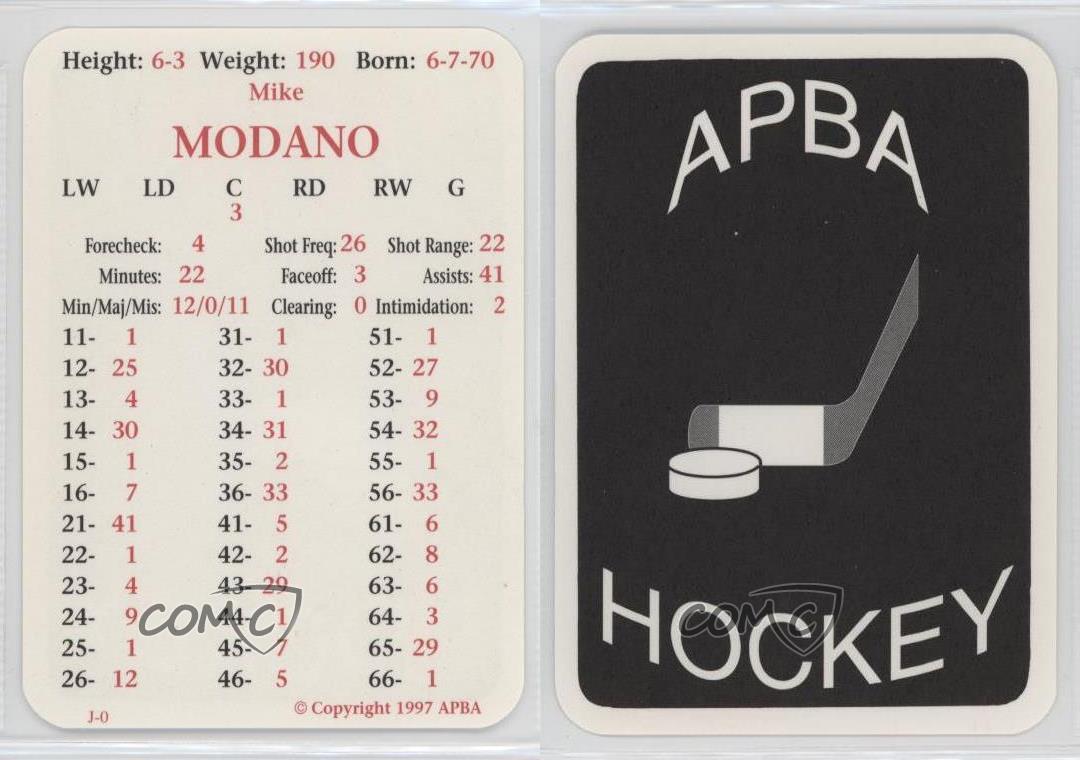 Height: 6-3 Weight: 190 Born: 6-7-70
Mike
MODANO
LW LD C RD RW G
3
Forecheck: 4 Shot Freq: 26 Shot Range: 22
Minutes: 22 Faceoff: 3 Assists: 41
Min/Maj/Mis: 12/0/11 Clearing: 0 Intimidation: 2
11- 1 31- 1 51- 1
12- 25 32- 30 52- 27
13- 4 33- 1 53- 9
14- 30 34- 31 54- 32
15- 1 35- 2 55- 1
16- 7 36- 33 56- 33
21- 41 41- 5 61- 6
22- 1 42- 2 62- 8
23- 4 43- 29 63- 6
24- 9 44- 1 64- 3
25- 1 45- 7 65- 29
26- 12 46- 5 66- 1
J-0 © Copyright 1997 APBA
COMC
APBA
HOCKEY
COMC